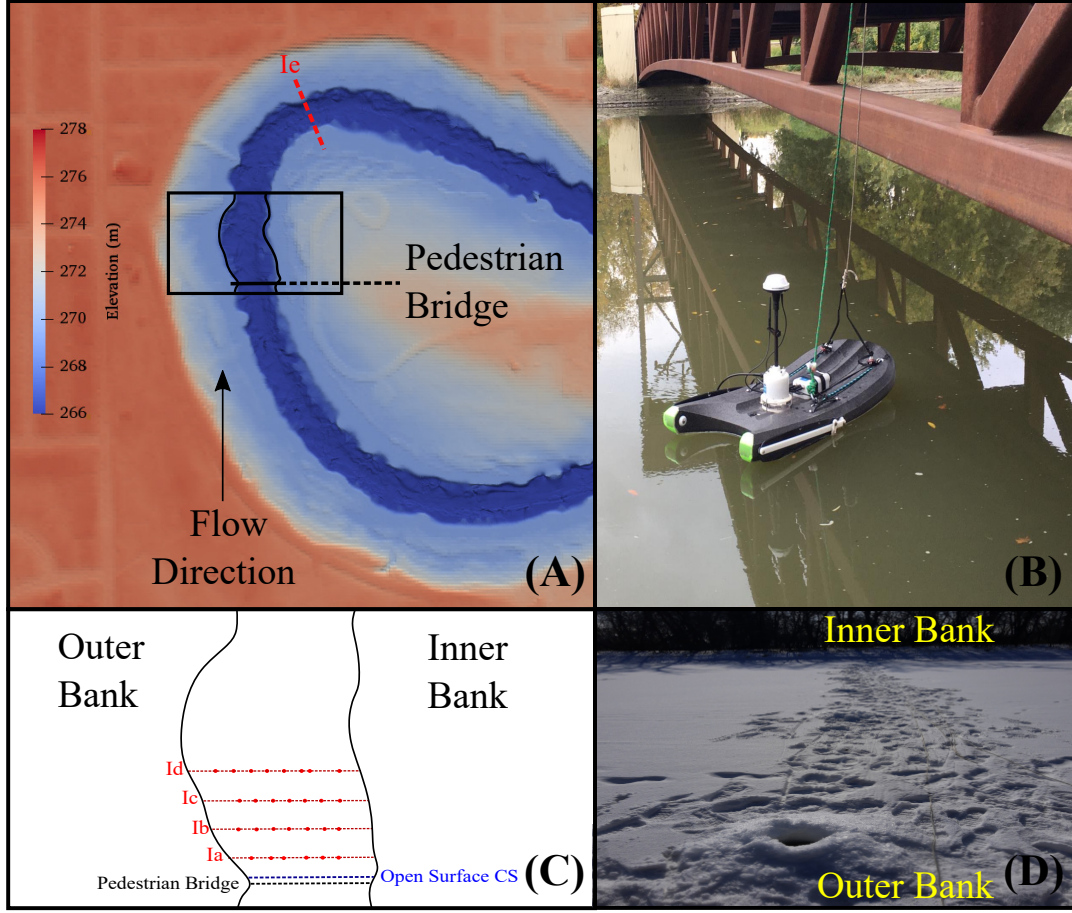 Ie
278
276
274
272
270
268
266
Elevation (m)
Pedestrian
Bridge
Flow
Direction
(A)
(B)
Outer
Bank
Inner
Bank
Id
Ic
Ib
Ia
Pedestrian Bridge
Open Surface CS
(C)
Inner Bank
Outer Bank
(D)